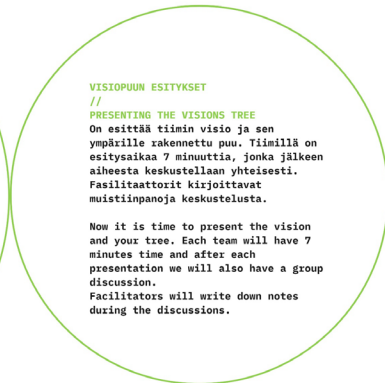 VISIOPUUN ESITYKSET
//
PRESENTING THE VISIONS TREE
On esittää tiimin visio ja sen
ympärille rakennettu puu. Tiimillä on
esitysaikaa 7 minuuttia, jonka jälkeen
aiheesta keskustellaan yhteisesti.
Fasilitaattorit kirjoittavat
muistiinpanoja keskustelusta.

Now it is time to present the vision
and your tree. Each team will have 7
minutes time and after each
presentation we will also have a group
discussion.
Facilitators will write down notes
during the discussions.